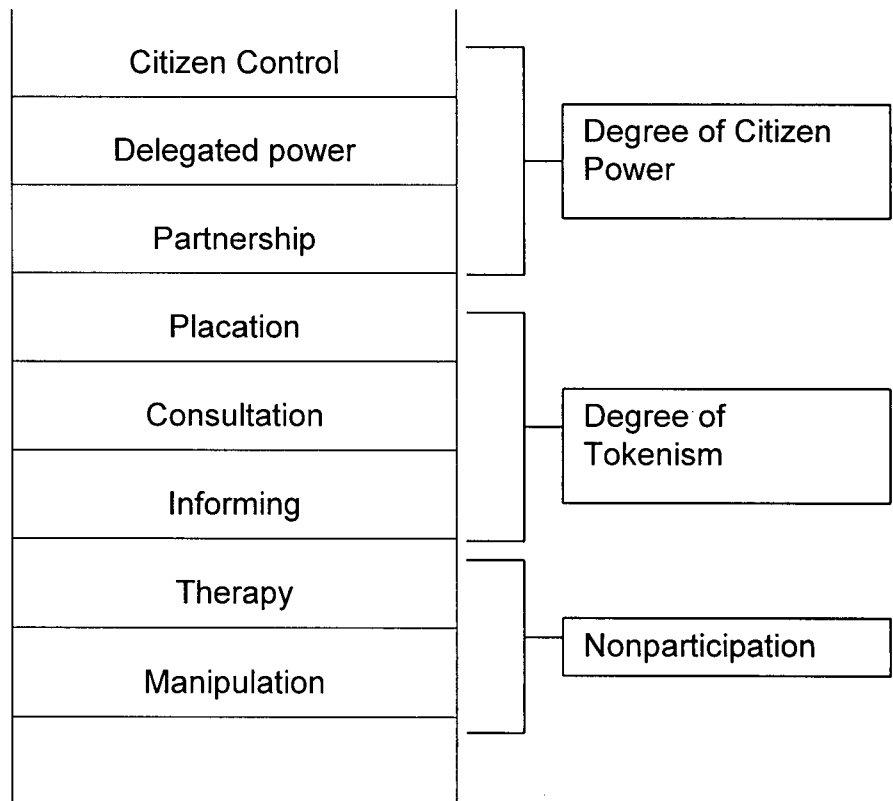 Citizen Control
Delegated power
Partnership
Placation
Consultation
Informing
Therapy
Manipulation
Degree of Citizen
Power
Degree of
Tokenism
Nonparticipation